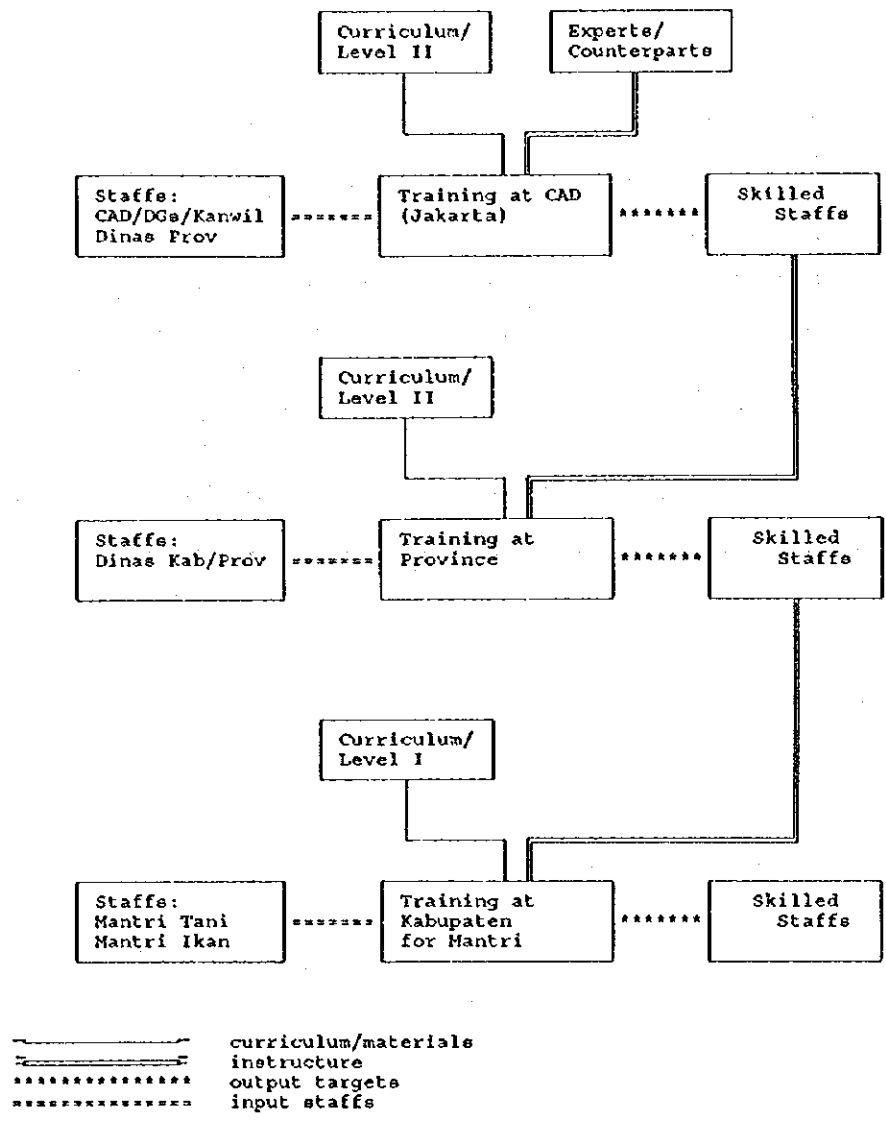 Curriculum/
Level II
Experts/
Counterparts
Staffs:
CAD/DGs/Kanwil
Dinas Prov
Training at CAD
(Jakarta)
Skilled
Staffs
Curriculum/
Level II
Staffs:
Dinas Kab/Prov
Training at
Province
Skilled
Staffs
Curriculum/
Level I
Staffs:
Mantri Tani
Mantri Ikan
Training at
Kabupaten
for Mantri
Skilled
Staffs
curriculum/materials
instructure
output targets
input staffs